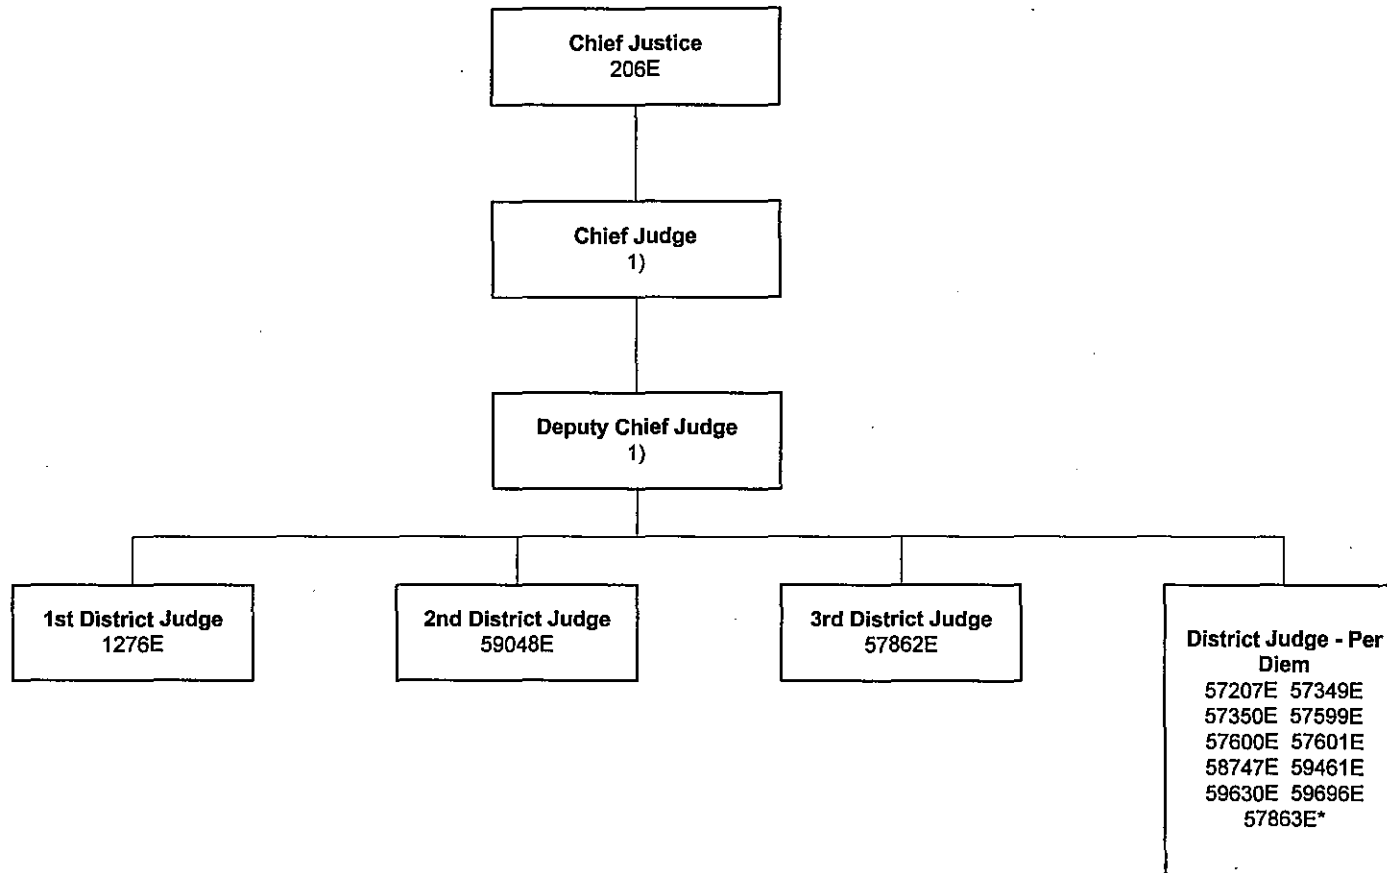 Chief Justice
206E
Chief Judge
1)
Deputy Chief Judge
1)
1st District Judge
1276E
2nd District Judge
59048E
3rd District Judge
57862E
District Judge - Per
Diem
57207E 57349E
57350E 57599E
57600E 57601E
58747E 59461E
59630E 59696E
57863E*